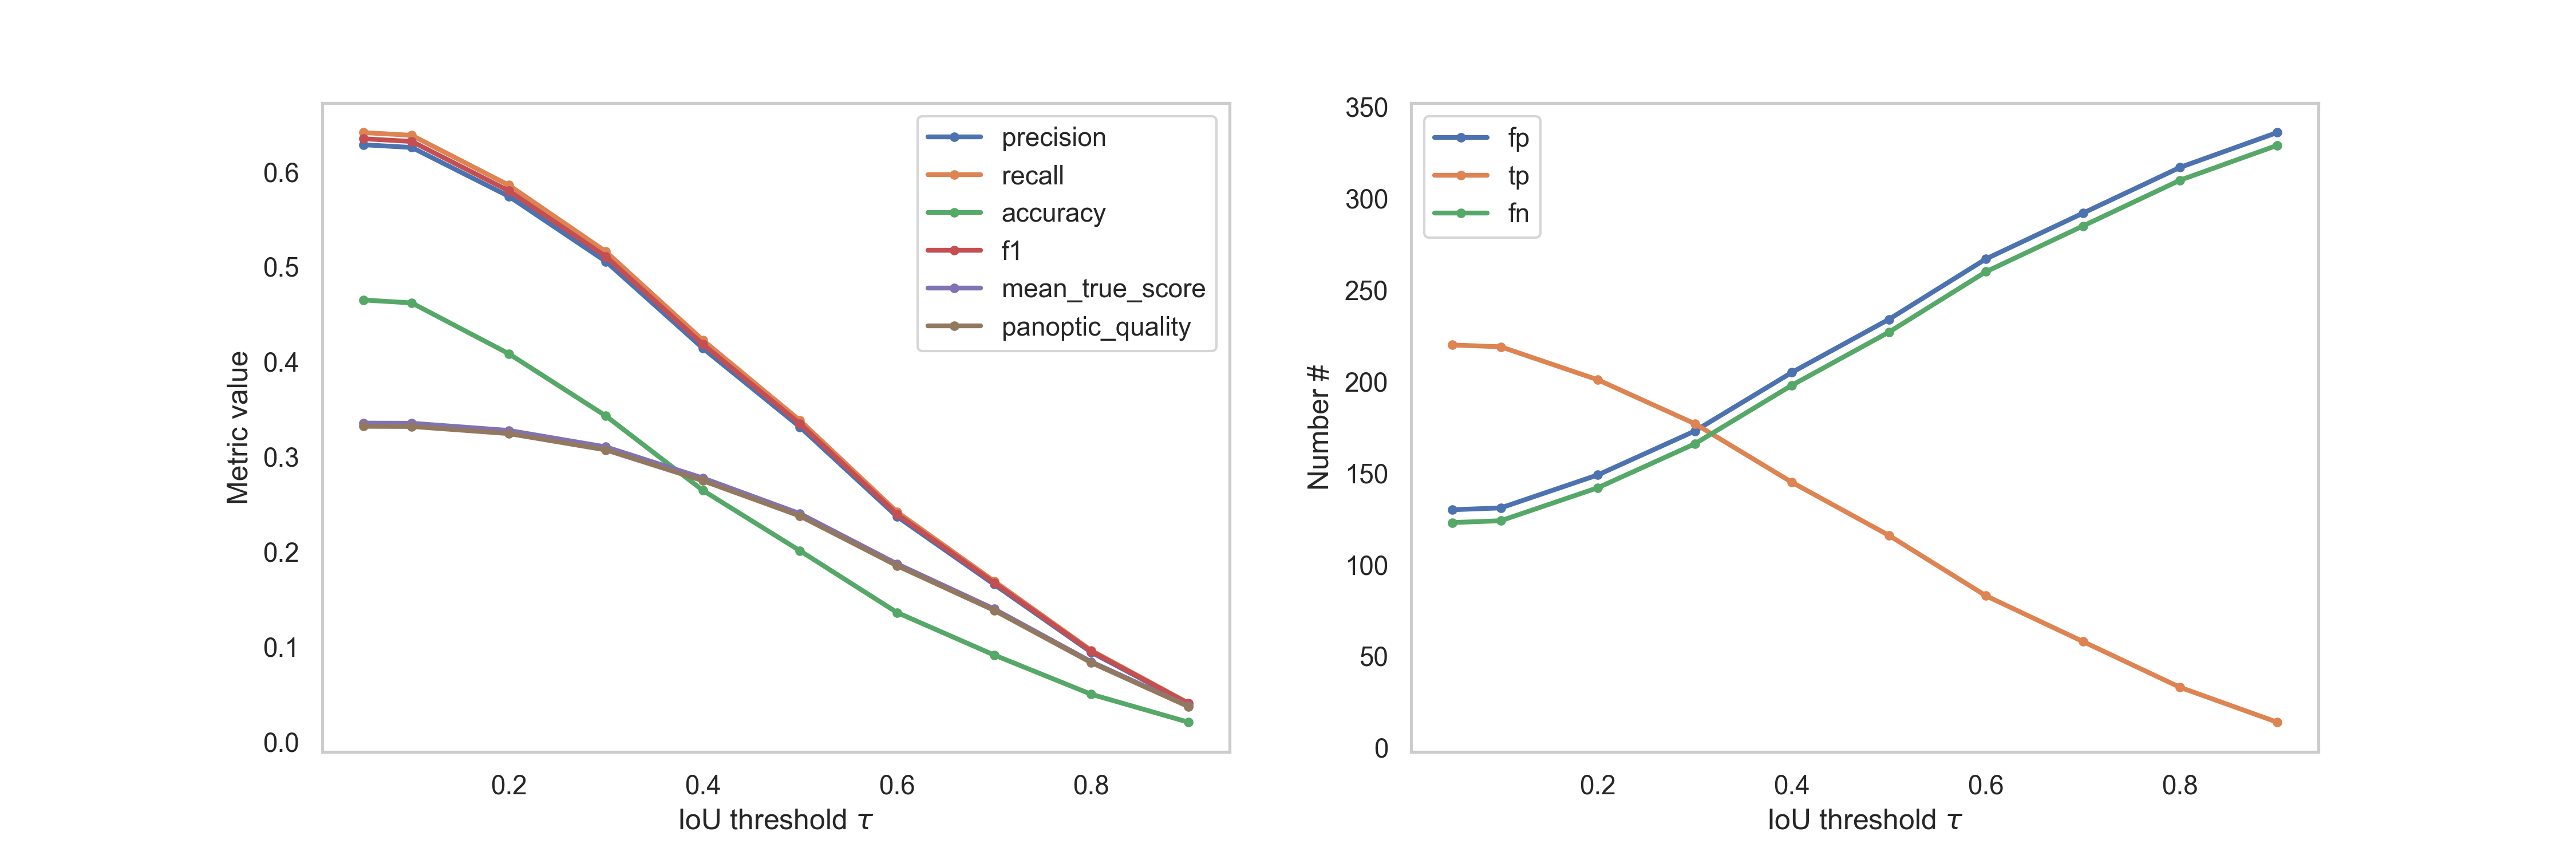 Metric value
0.6
0.5
0.4
0.3
0.2
0.1
0.0
precision
recall
accuracy
f1
mean_true_score
panoptic_quality
0.2 0.4 0.6 0.8
IoU threshold τ
Number #
350
300
250
200
150
100
50
0
fp
tp
fn
0.2 0.4 0.6 0.8
IoU threshold τ